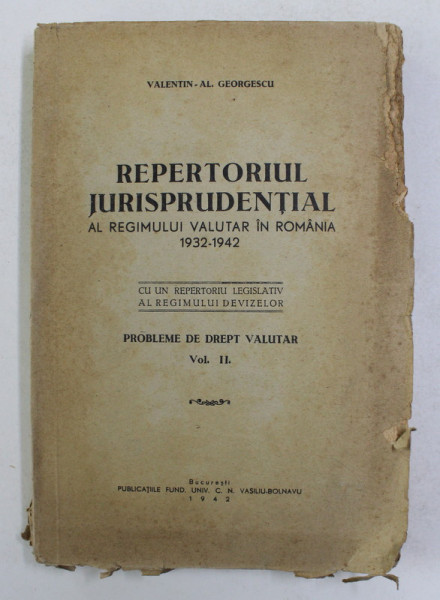 VALENTIN-AL. GEORGESCU
REPERTORIUL
JURISPRUDENȚIAL
AL REGIMULUI VALUTAR ÎN ROMÂNIA
1932-1942
CU UN REPERTORIU LEGISLATIV
AL REGIMULUI DEVIZELOR
PROBLEME DE DREPT VALUTAR
Vol. II.
București
PUBLICAȚIILE FUND. UNIV. C. N. VASILIU-BOLNAVU
1942